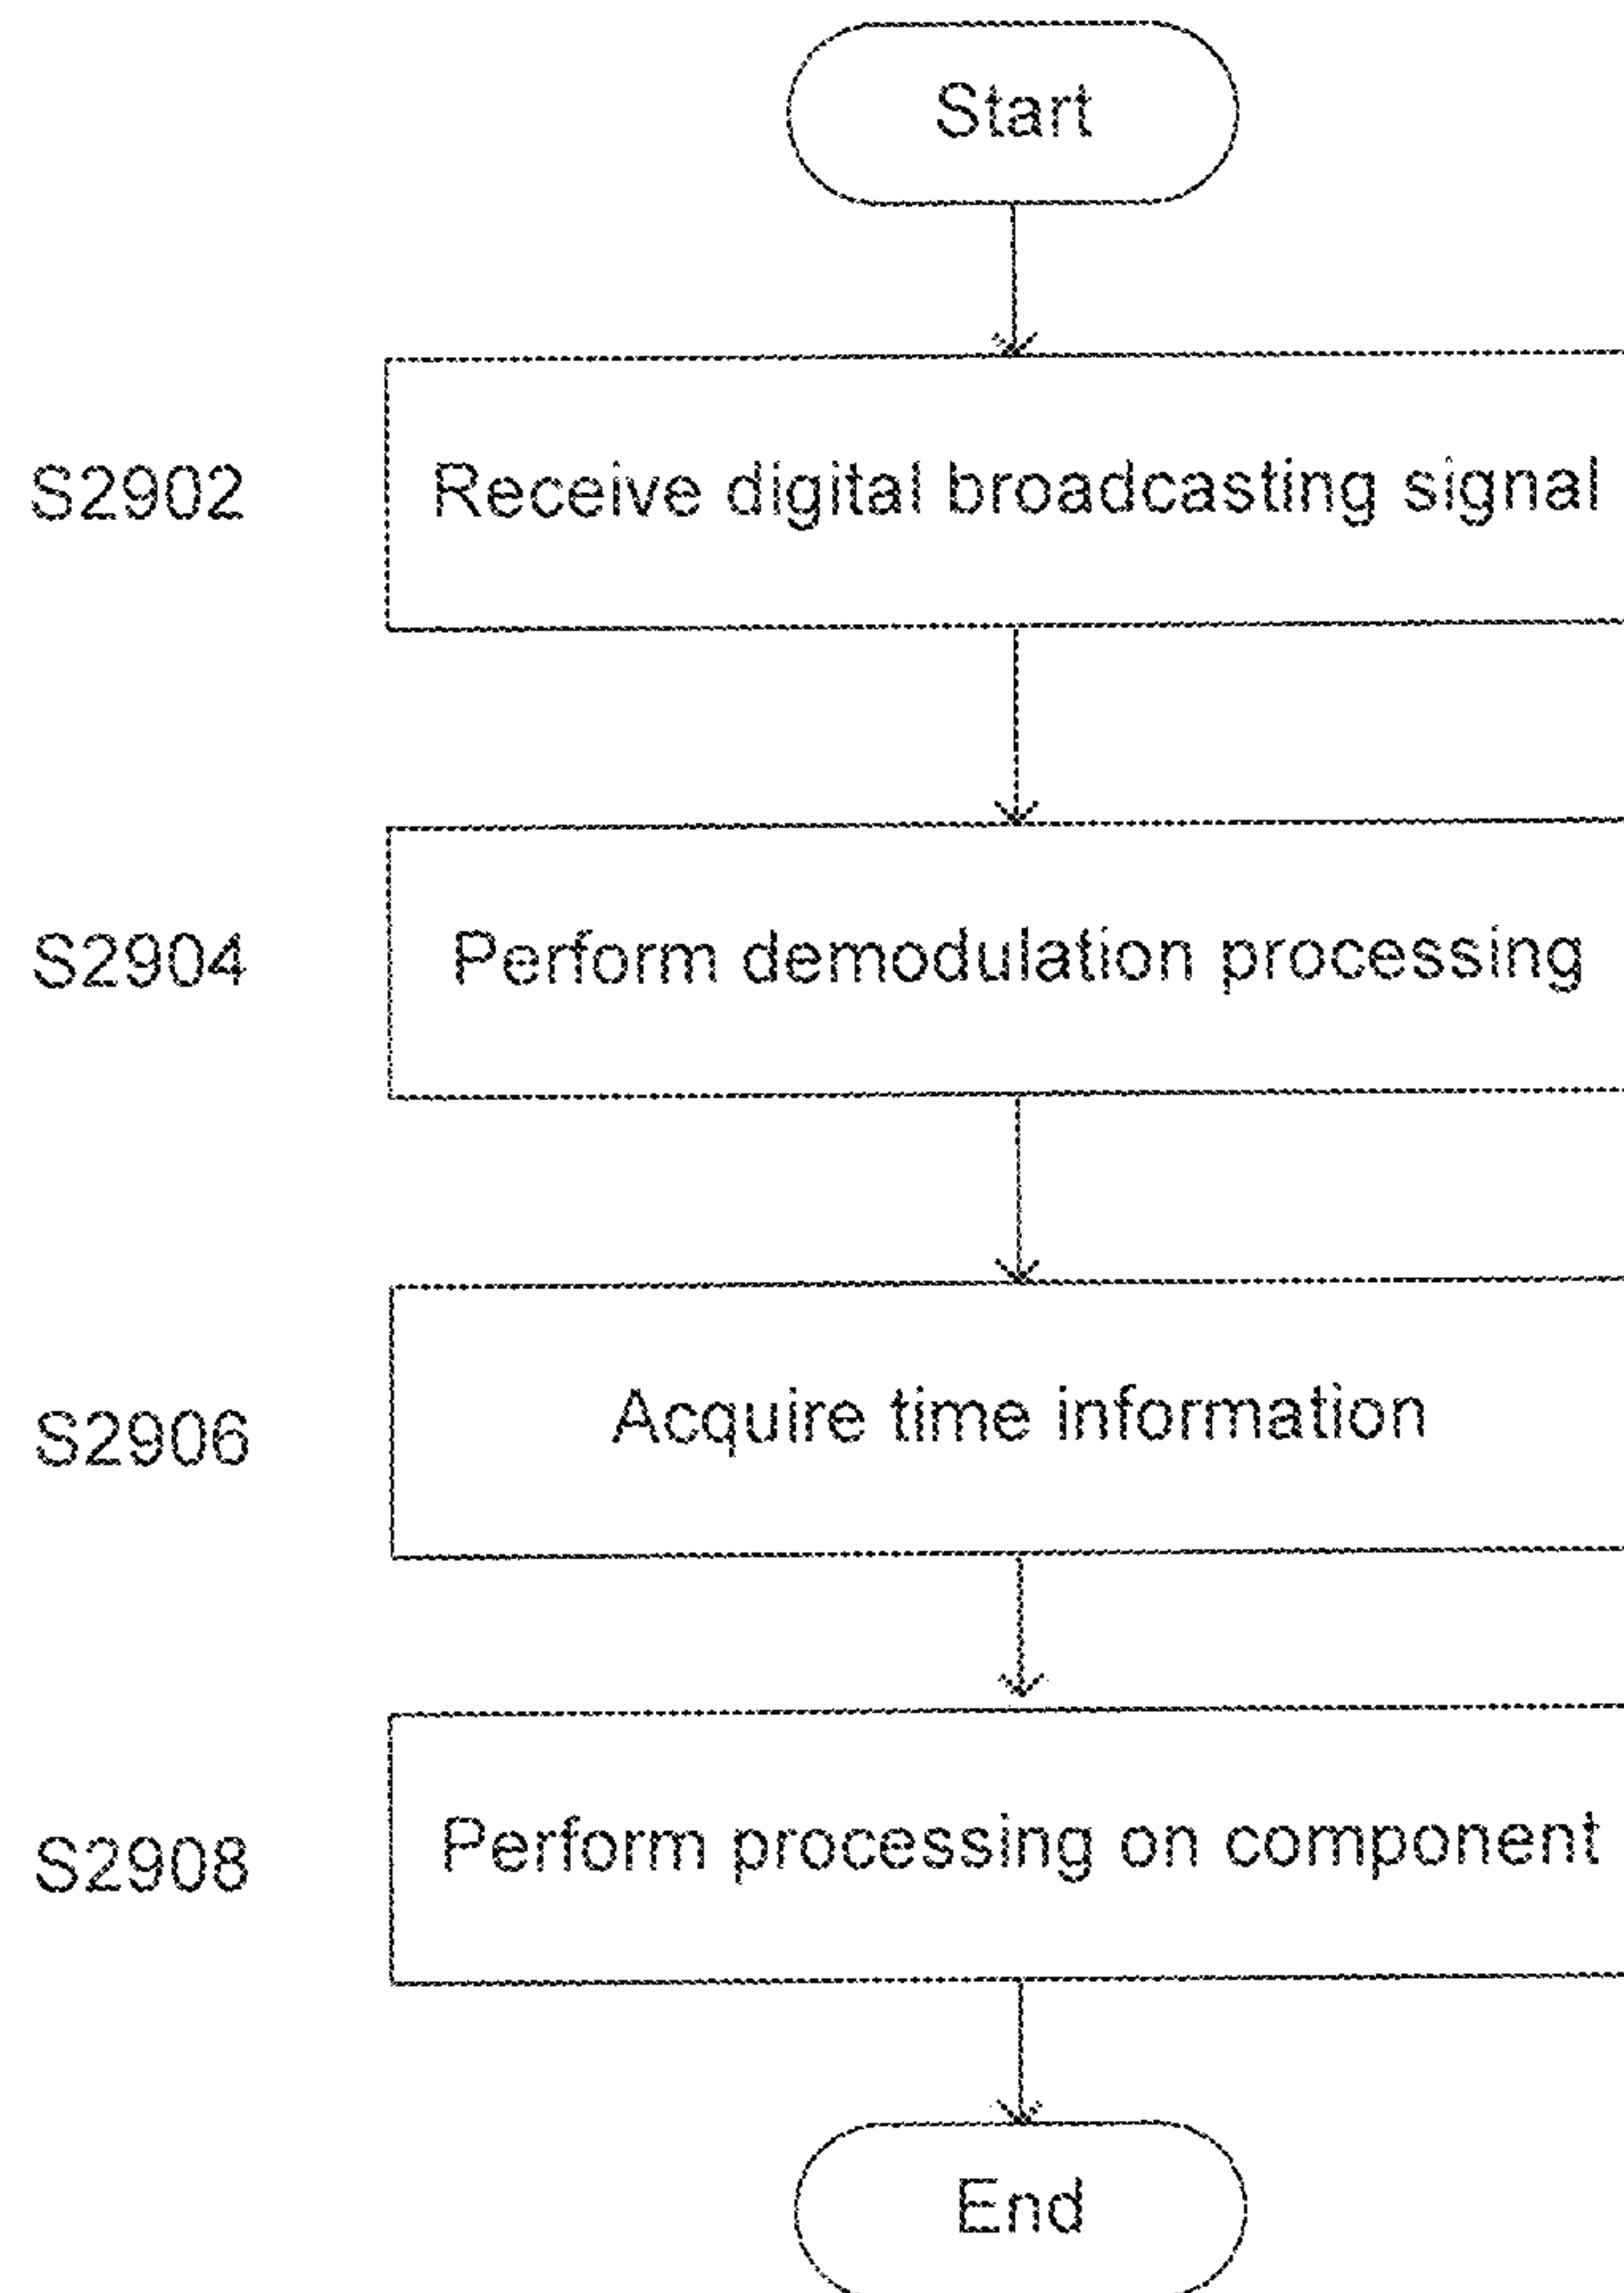 Start
S2902
Receive digital broadcasting signal
S2904
Perform demodulation processing
S2906
Acquire time information
S2908
Perform processing on component
End